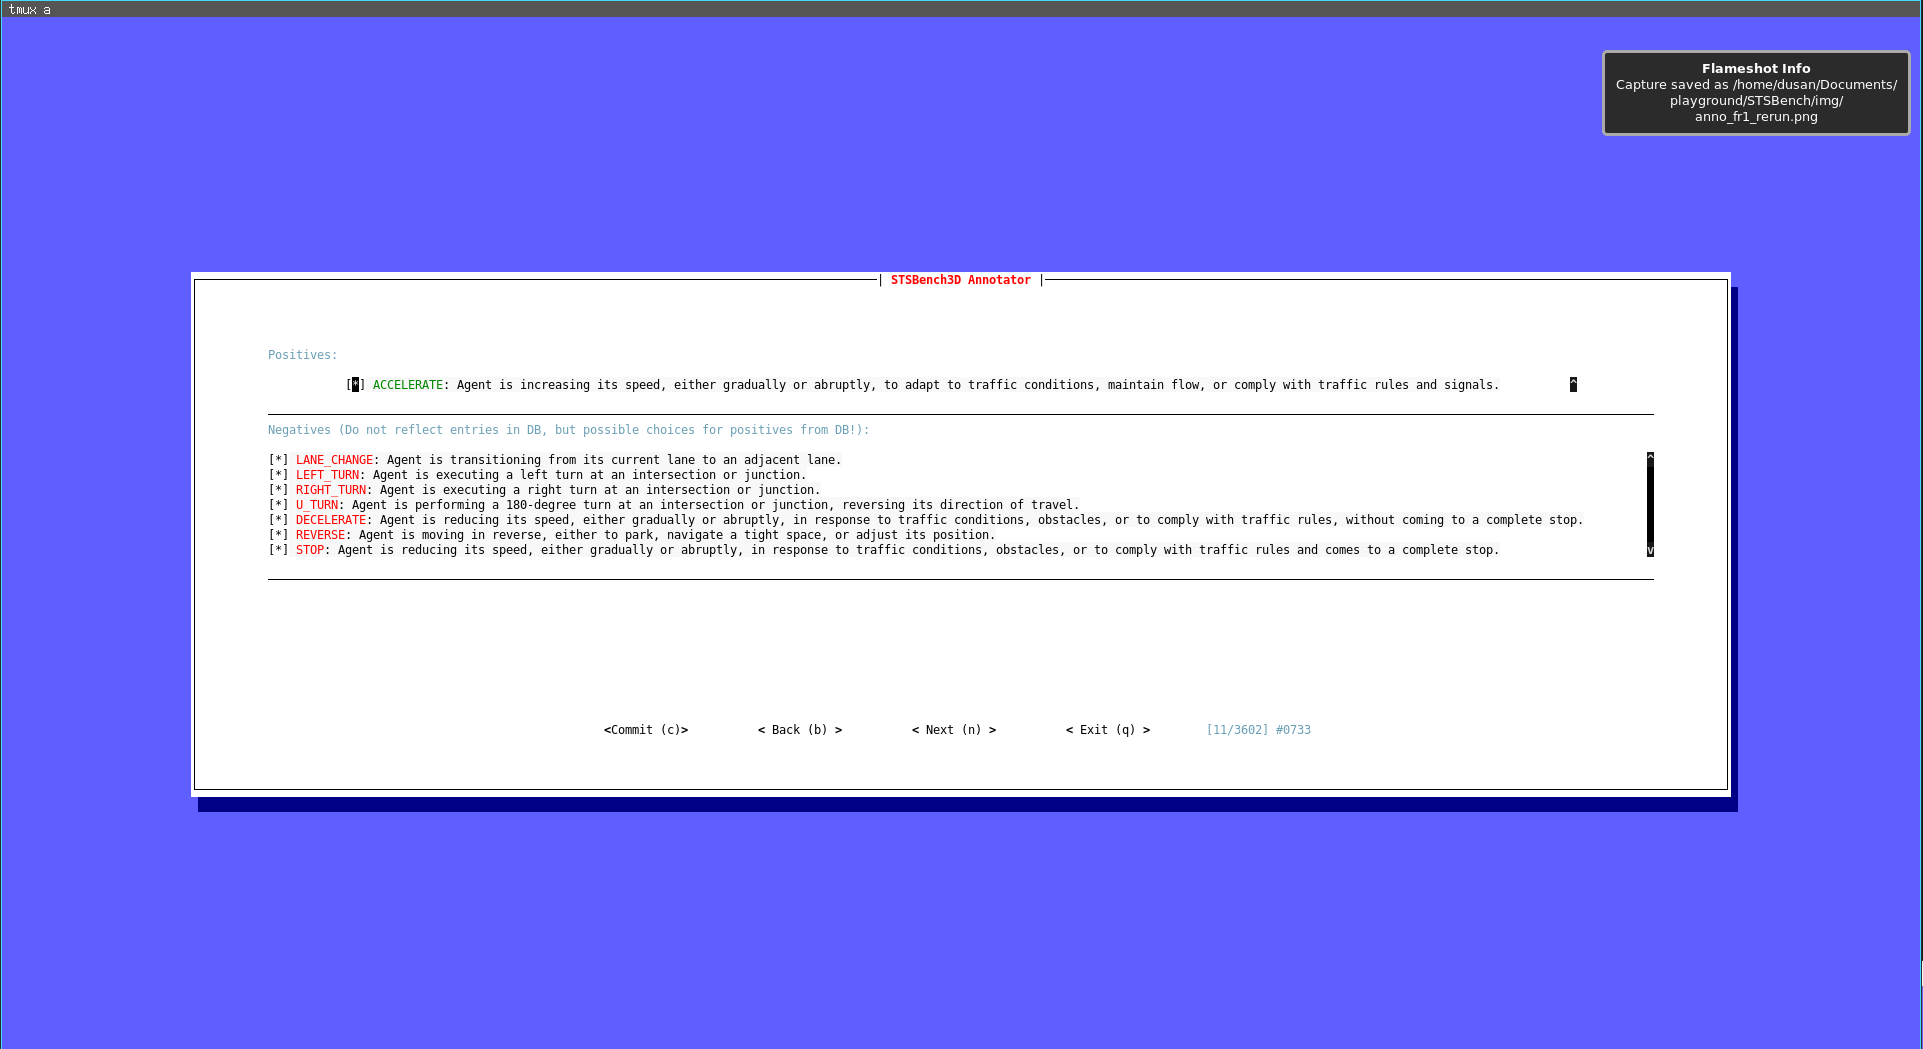 tmux a
Flameshot Info
Capture saved as /home/dusan/Documents/
playground/STSBench/img/
anno_fr1_rerun.png
| STSBench3D Annotator |
Positives:
[*] ACCELERATE: Agent is increasing its speed, either gradually or abruptly, to adapt to traffic conditions, maintain flow, or comply with traffic rules and signals. ^
Negatives (Do not reflect entries in DB, but possible choices for positives from DB!):
[*] LANE_CHANGE: Agent is transitioning from its current lane to an adjacent lane. ^
[*] LEFT_TURN: Agent is executing a left turn at an intersection or junction.
[*] RIGHT_TURN: Agent is executing a right turn at an intersection or junction.
[*] U_TURN: Agent is performing a 180-degree turn at an intersection or junction, reversing its direction of travel.
[*] DECELERATE: Agent is reducing its speed, either gradually or abruptly, in response to traffic conditions, obstacles, or to comply with traffic rules, without coming to a complete stop.
[*] REVERSE: Agent is moving in reverse, either to park, navigate a tight space, or adjust its position.
[*] STOP: Agent is reducing its speed, either gradually or abruptly, in response to traffic conditions, obstacles, or to comply with traffic rules and comes to a complete stop. v
<Commit (c)> < Back (b) > < Next (n) > < Exit (q) > [11/3602] #0733